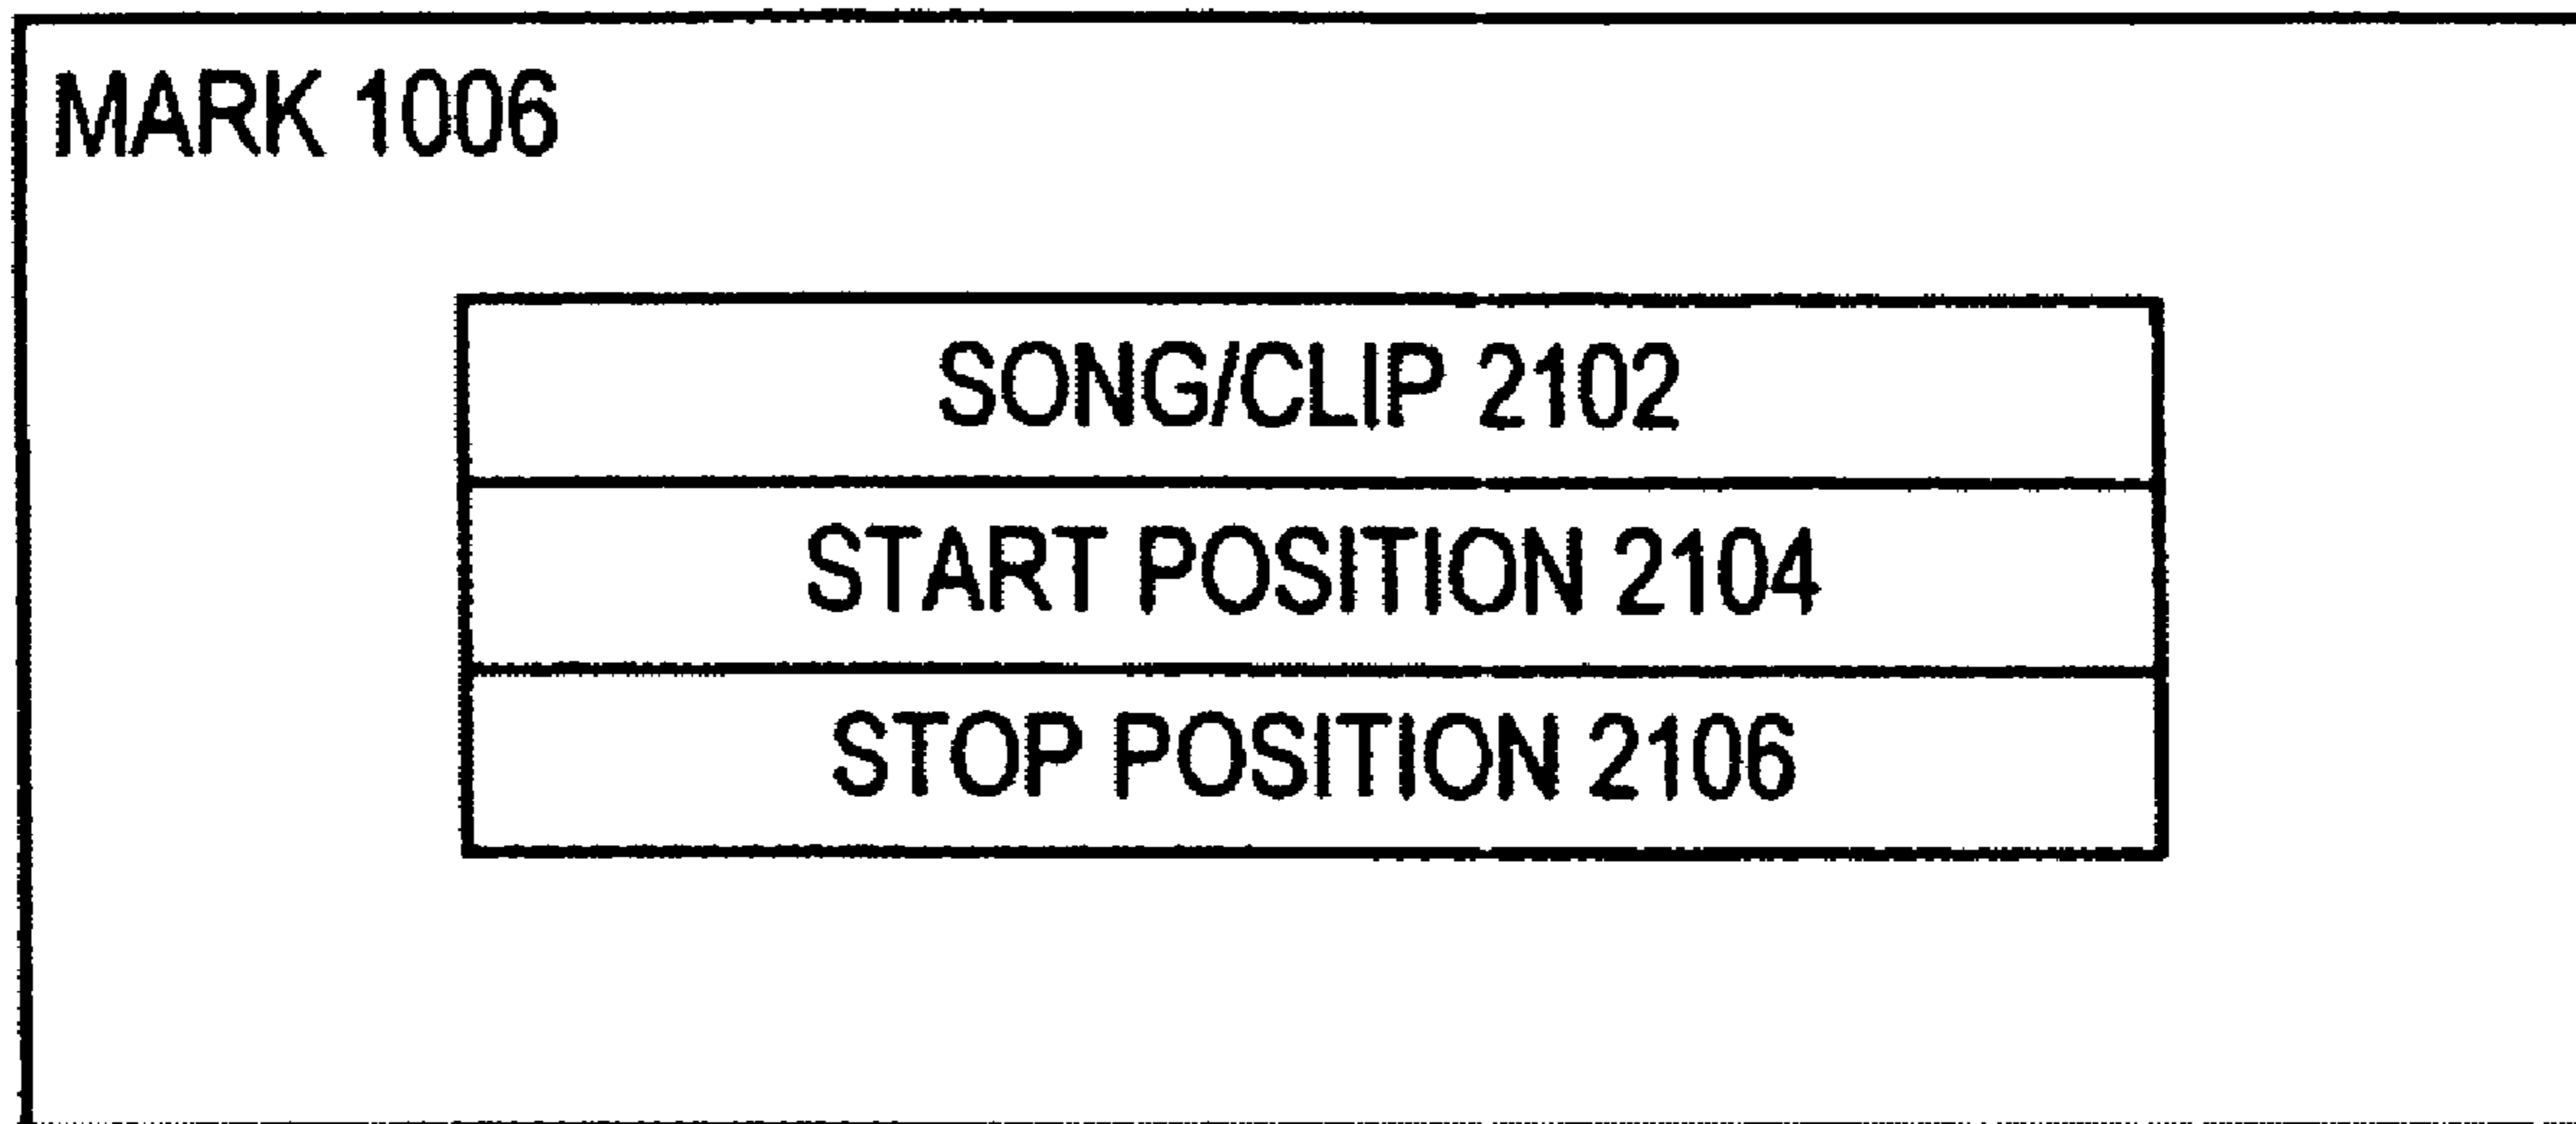 MARK 1006
SONG/CLIP 2102
START POSITION 2104
STOP POSITION 2106